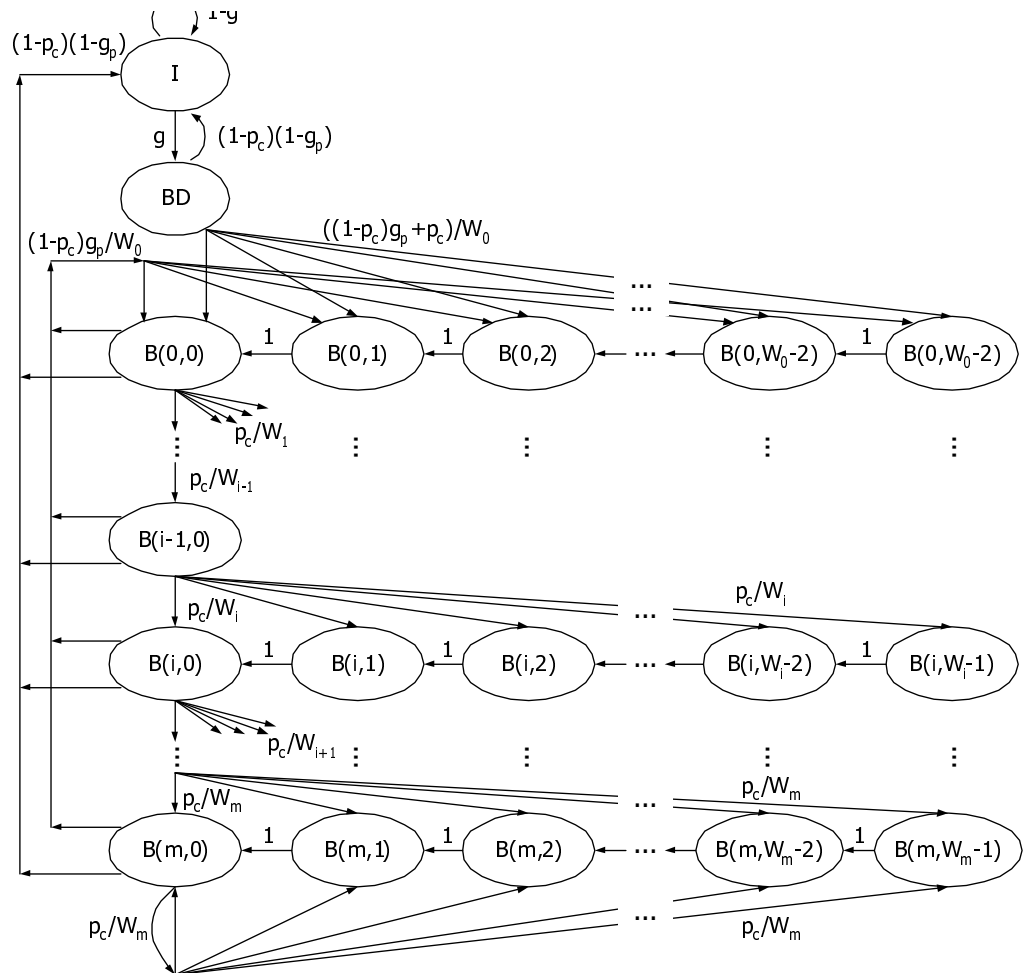 1-g
(1-p_c)(1-g_p)
I
g
(1-p_c)(1-g_p)
BD
((1-p_c)g_p+p_c)/W_0
(1-p_c)g_p/W_0
...
...
B(0,0) 1 B(0,1) 1 B(0,2) ... B(0,W_0-2) 1 B(0,W_0-2)
p_c/W_1
... ... ... ... ...
p_c/W_{i-1}
B(i-1,0)
p_c/W_i
p_c/W_i
...
B(i,0) 1 B(i,1) 1 B(i,2) ... B(i,W_i-2) 1 B(i,W_i-1)
p_c/W_{i+1}
... ... ... ... ...
p_c/W_m
p_c/W_m
...
B(m,0) 1 B(m,1) 1 B(m,2) ... B(m,W_m-2) 1 B(m,W_m-1)
...
p_c/W_m
p_c/W_m